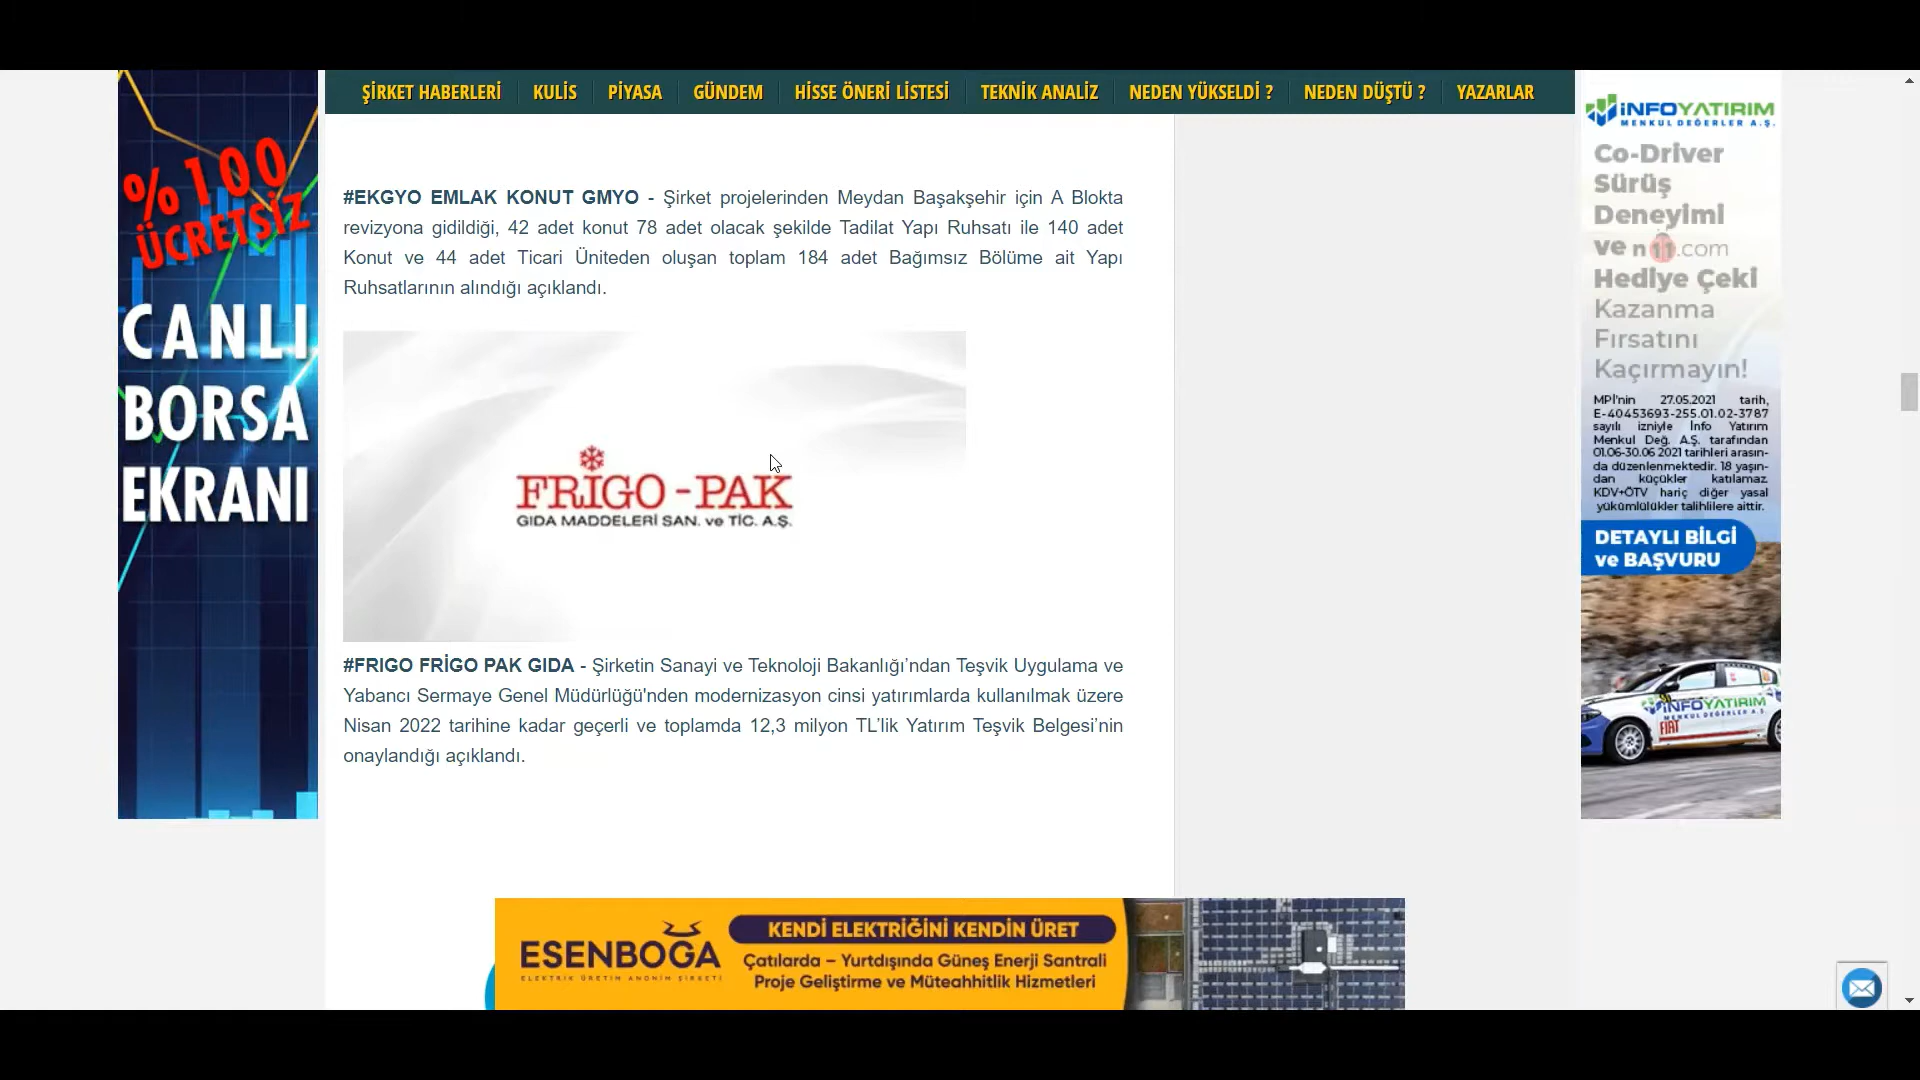 ŞİRKET HABERLERİ KULİS PİYASA GÜNDEM HİSSE ÖNERİ LİSTESİ TEKNİK ANALİZ NEDEN YÜKSELDİ ? NEDEN DÜŞTÜ ? YAZARLAR
%100
ÜCRETSİZ
CANLI
BORSA
EKRANI
#EKGYO EMLAK KONUT GMYO - Şirket projelerinden Meydan Başakşehir için A Blokta
revizyona gidildiği, 42 adet konut 78 adet olacak şekilde Tadilat Yapı Ruhsatı ile 140 adet
Konut ve 44 adet Ticari Üniteden oluşan toplam 184 adet Bağımsız Bölüme ait Yapı
Ruhsatlarının alındığı açıklandı.
FRİGO-PAK
GIDA MADDELERİ SAN. ve TİC. A.Ş.
#FRIGO FRİGO PAK GIDA - Şirketin Sanayi ve Teknoloji Bakanlığı’ndan Teşvik Uygulama ve
Yabancı Sermaye Genel Müdürlüğü'nden modernizasyon cinsi yatırımlarda kullanılmak üzere
Nisan 2022 tarihine kadar geçerli ve toplamda 12,3 milyon TL’lik Yatırım Teşvik Belgesi’nin
onaylandığı açıklandı.
ESENBOĞA
ELEKTRİK ÜRETİM ANONİM ŞİRKETİ
KENDİ ELEKTRİĞİNİ KENDİN ÜRET
Çatılarda – Yurtdışında Güneş Enerji Santrali
Proje Geliştirme ve Müteahhitlik Hizmetleri
INFOYATIRIM
MENKUL DEĞERLER A.Ş.
Co-Driver
Sürüş
Deneyimi
ve n11.com
Hediye Çeki
Kazanma
Fırsatını
Kaçırmayın!
MPİ'nin 27.05.2021 tarih,
E-40453693-255.01.02-3787
sayılı izniyle İnfo Yatırım
Menkul Değ. A.Ş. tarafından
01.06-30.06 2021 tarihleri arasın-
da düzenlenmektedir. 18 yaşın-
dan küçükler katılamaz.
KDV+ÖTV hariç diğer yasal
yükümlülükler talihlilere aittir.
DETAYLI BİLGİ
ve BAŞVURU
INFOYATIRIM
FIAT